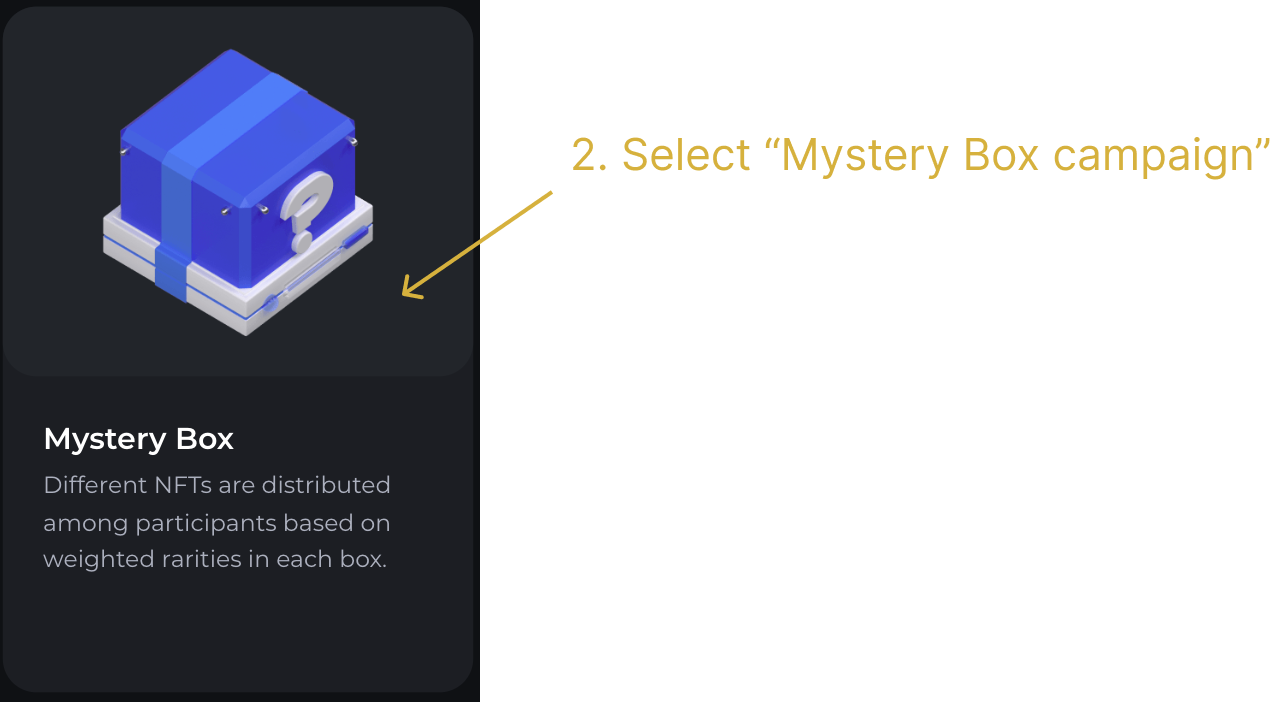 2. Select “Mystery Box campaign”
?
Mystery Box
Different NFTs are distributed
among participants based on
weighted rarities in each box.